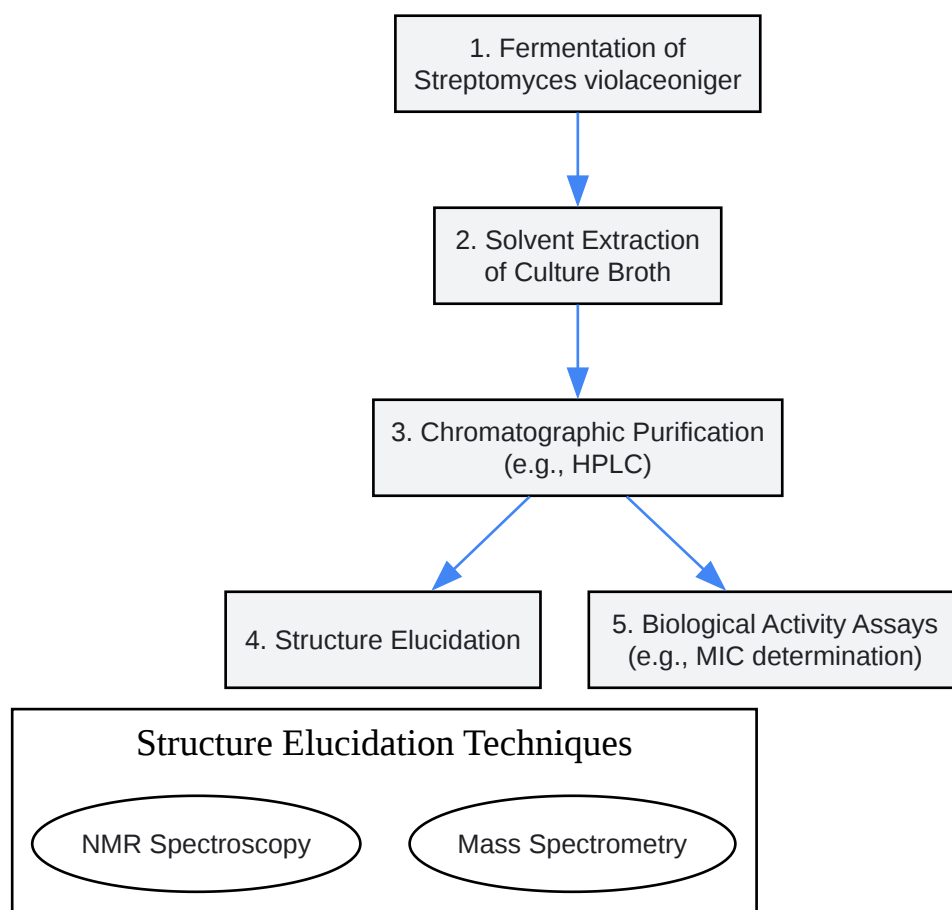 1. Fermentation of
Streptomyces violaceoniger
2. Solvent Extraction
of Culture Broth
3. Chromatographic Purification
(e.g., HPLC)
4. Structure Elucidation
5. Biological Activity Assays
(e.g., MIC determination)
Structure Elucidation Techniques
NMR Spectroscopy
Mass Spectrometry